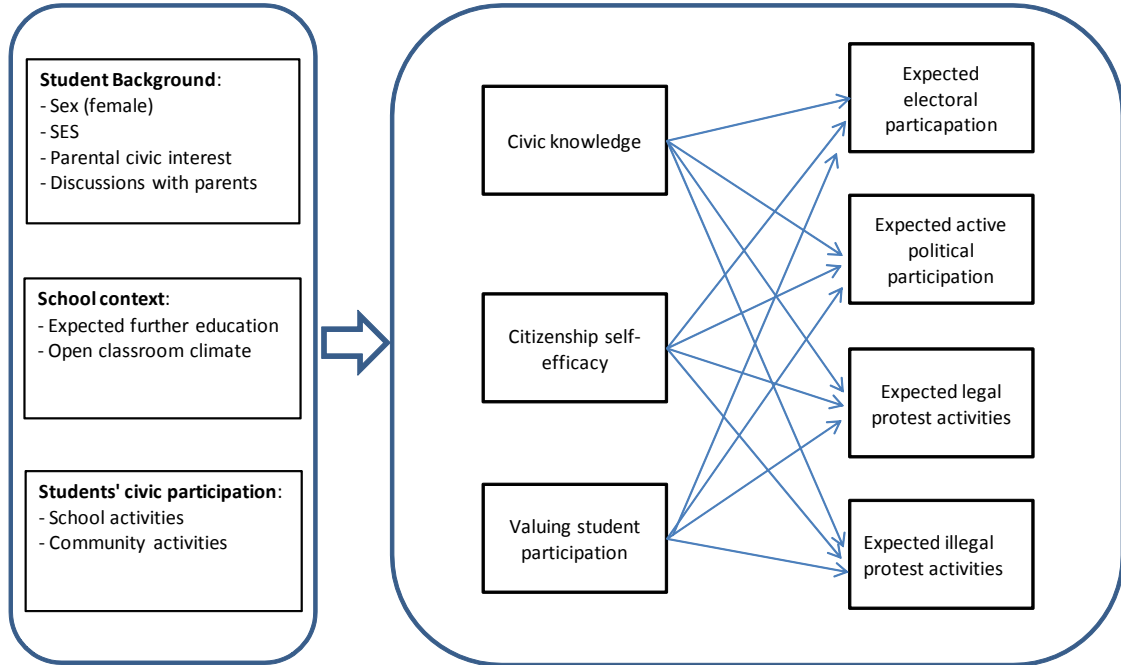 Student Background:
- Sex (female)
- SES
- Parental civic interest
- Discussions with parents
School context:
- Expected further education
- Open classroom climate
Students' civic participation:
- School activities
- Community activities
Civic knowledge
Citizenship self-
efficacy
Valuing student
participation
Expected
electoral
particapation
Expected active
political
participation
Expected legal
protest activities
Expected illegal
protest activities